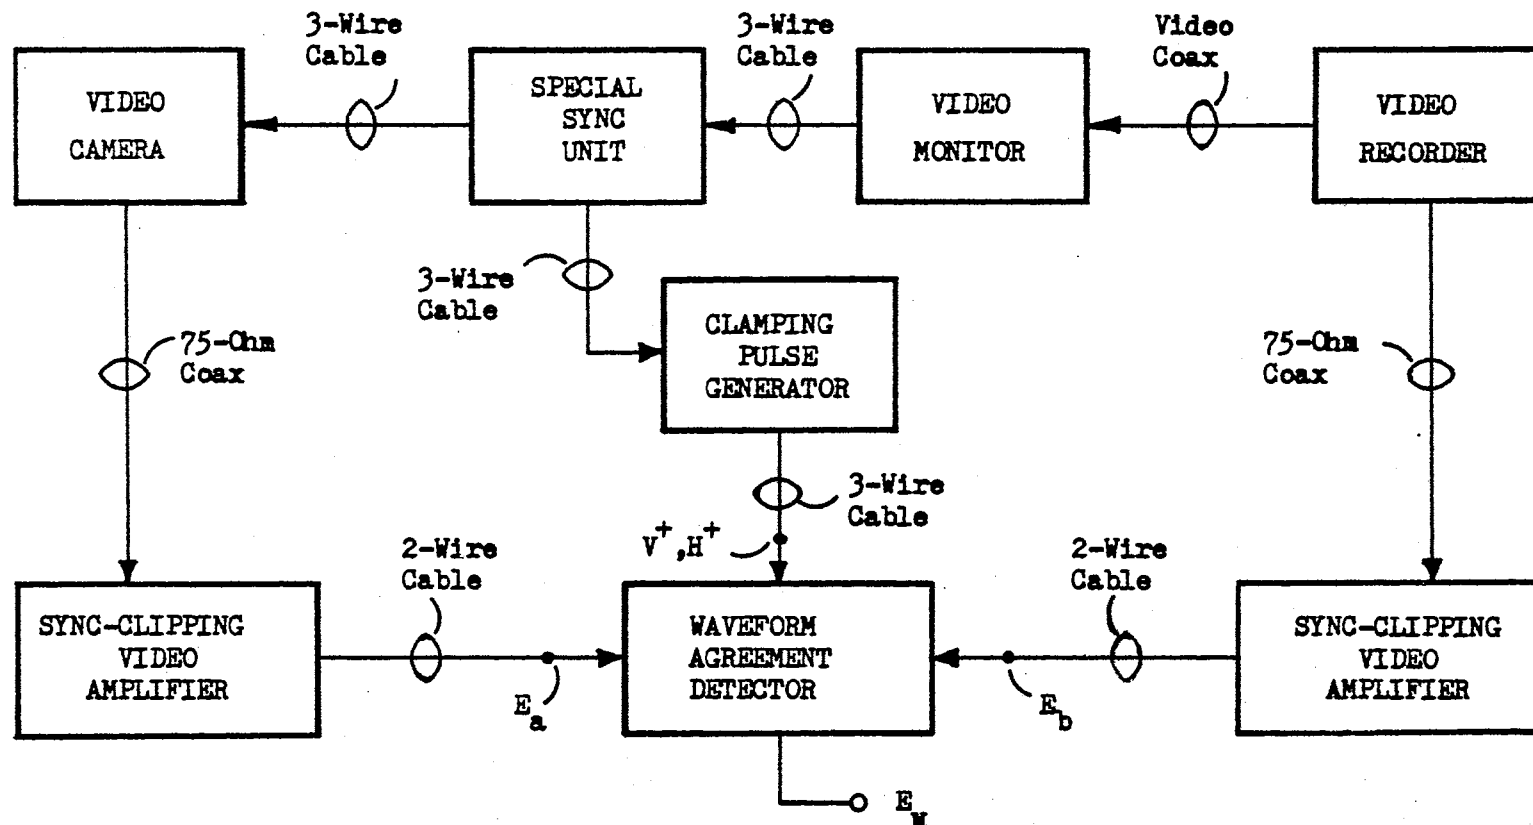 3-Wire
Cable
3-Wire
Cable
Video
Coax
VIDEO
CAMERA
SPECIAL
SYNC
UNIT
VIDEO
MONITOR
VIDEO
RECORDER
3-Wire
Cable
CLAMPING
PULSE
GENERATOR
75-Ohm
Coax
75-Ohm
Coax
3-Wire
Cable
V+,H+
2-Wire
Cable
2-Wire
Cable
SYNC-CLIPPING
VIDEO
AMPLIFIER
WAVEFORM
AGREEMENT
DETECTOR
SYNC-CLIPPING
VIDEO
AMPLIFIER
Ea
Eb